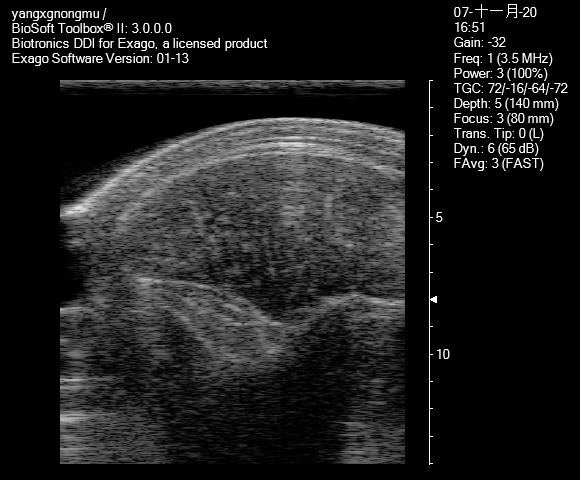 yangxgnongmu /
BioSoft Toolbox® II: 3.0.0.0
Biotronics DDI for Exago, a licensed product
Exago Software Version: 01-13
07-十一月-20
16:51
Gain: -32
Freq: 1 (3.5 MHz)
Power: 3 (100%)
TGC: 72/-16/-64/-72
Depth: 5 (140 mm)
Focus: 3 (80 mm)
Trans. Tip: 0 (L)
Dyn.: 6 (65 dB)
FAvg: 3 (FAST)
5
10